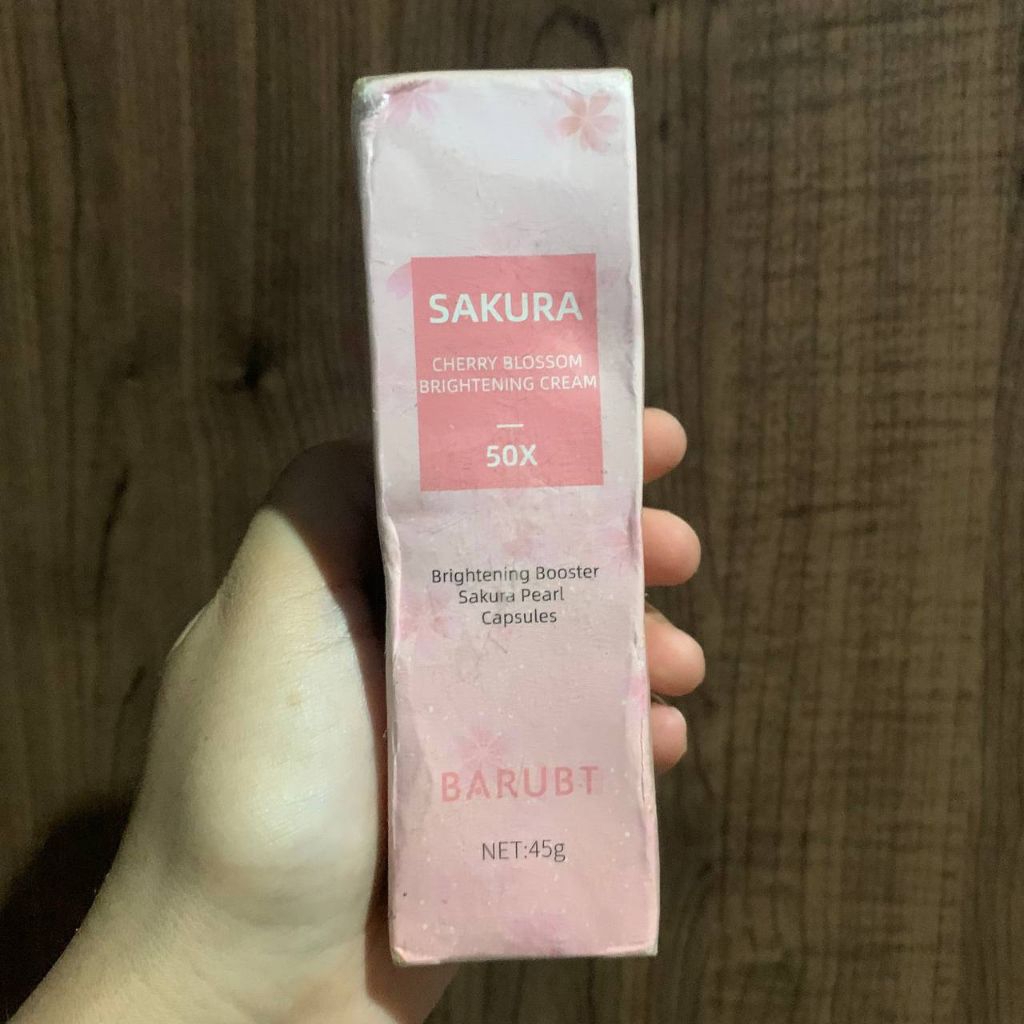 SAKURA
CHERRY BLOSSOM
BRIGHTENING CREAM
50X
Brightening Booster
Sakura Pearl
Capsules
BARUBT
NET:45g